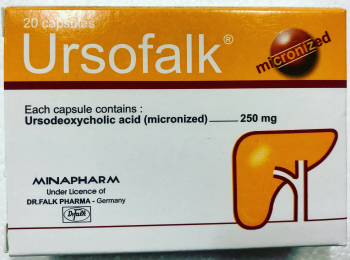 20 capsules
Ursofalk®
micronized
Each capsule contains :
Ursodeoxycholic acid (micronized) 250 mg
MINAPHARM
Under Licence of
DR.FALK PHARMA - Germany
Dr Falk